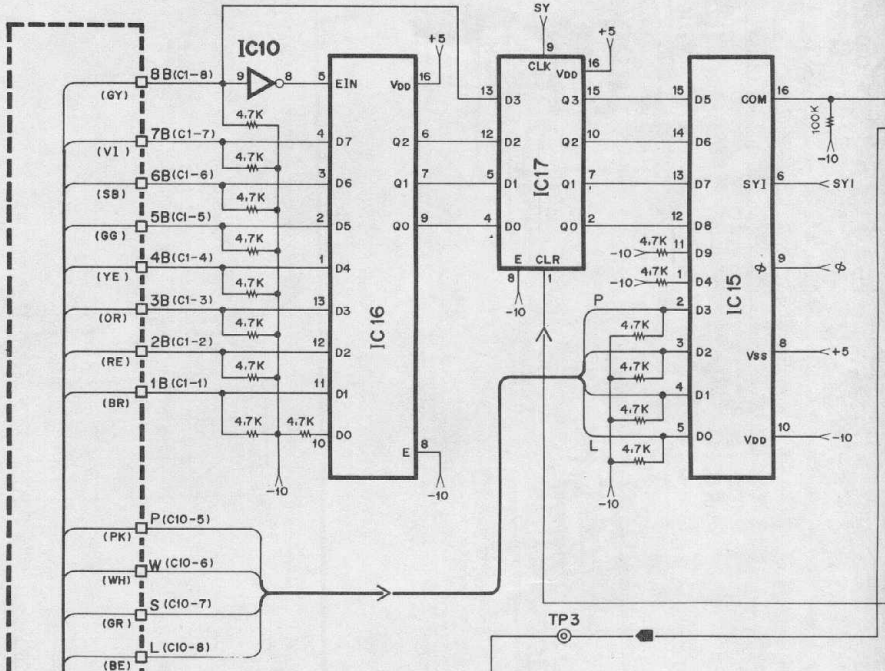 SY
+5
+5
IC10
9
16
8B(C1-8)
9
8
5
EIN
VDD
16
CLK
VDD
(GY)
4.7K
13
D3
Q3
15
15
D5
COM
16
7B(C1-7)
4
D7
Q2
6
12
D2
Q2
10
14
D6
100K
(VI)
4.7K
-10
6B(C1-6)
3
D6
Q1
7
5
D1
IC17
Q1
7
13
D7
SYI
6
SYI
(SB)
4.7K
5B(C1-5)
2
D5
Q0
9
4
D0
Q0
2
12
D8
(GG)
4.7K
-10
4.7K
11
D9
4B(C1-4)
1
D4
E
CLR
ϕ
9
ϕ
(YE)
4.7K
8
1
-10
4.7K
1
D4
3B(C1-3)
13
D3
-10
P
2
D3
IC15
(OR)
4.7K
IC16
4.7K
2B(C1-2)
12
D2
3
D2
VSS
8
+5
(RE)
4.7K
4.7K
1B(C1-1)
11
D1
4
D1
(BR)
4.7K
4.7K
4.7K
10
D0
L
5
D0
VDD
10
-10
E
8
4.7K
-10
-10
-10
P(C10-5)
(PK)
W(C10-6)
(WH)
S(C10-7)
(GR)
TP3
L(C10-8)
(BE)